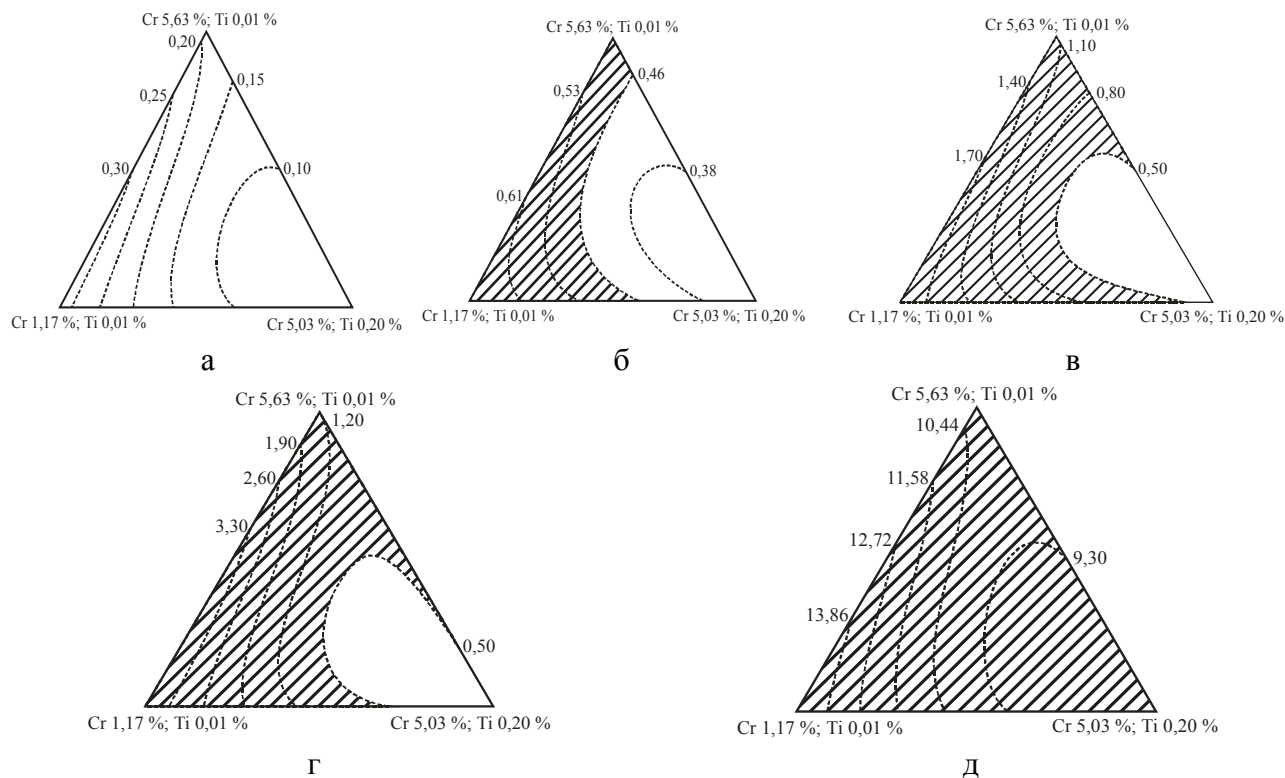 Cr 5,63 %; Ti 0,01 %
0,20
0,15
0,25
0,30
0,10
Cr 1,17 %; Ti 0,01 %
Cr 5,03 %; Ti 0,20 %
а
Cr 5,63 %; Ti 0,01 %
0,46
0,53
0,38
0,61
Cr 1,17 %; Ti 0,01 %
Cr 5,03 %; Ti 0,20 %
б
Cr 5,63 %; Ti 0,01 %
1,10
1,40
0,80
1,70
0,50
Cr 1,17 %; Ti 0,01 %
Cr 5,03 %; Ti 0,20 %
в
Cr 5,63 %; Ti 0,01 %
1,20
1,90
2,60
3,30
0,50
Cr 1,17 %; Ti 0,01 %
Cr 5,03 %; Ti 0,20 %
г
Cr 5,63 %; Ti 0,01 %
10,44
11,58
12,72
9,30
13,86
Cr 1,17 %; Ti 0,01 %
Cr 5,03 %; Ti 0,20 %
д